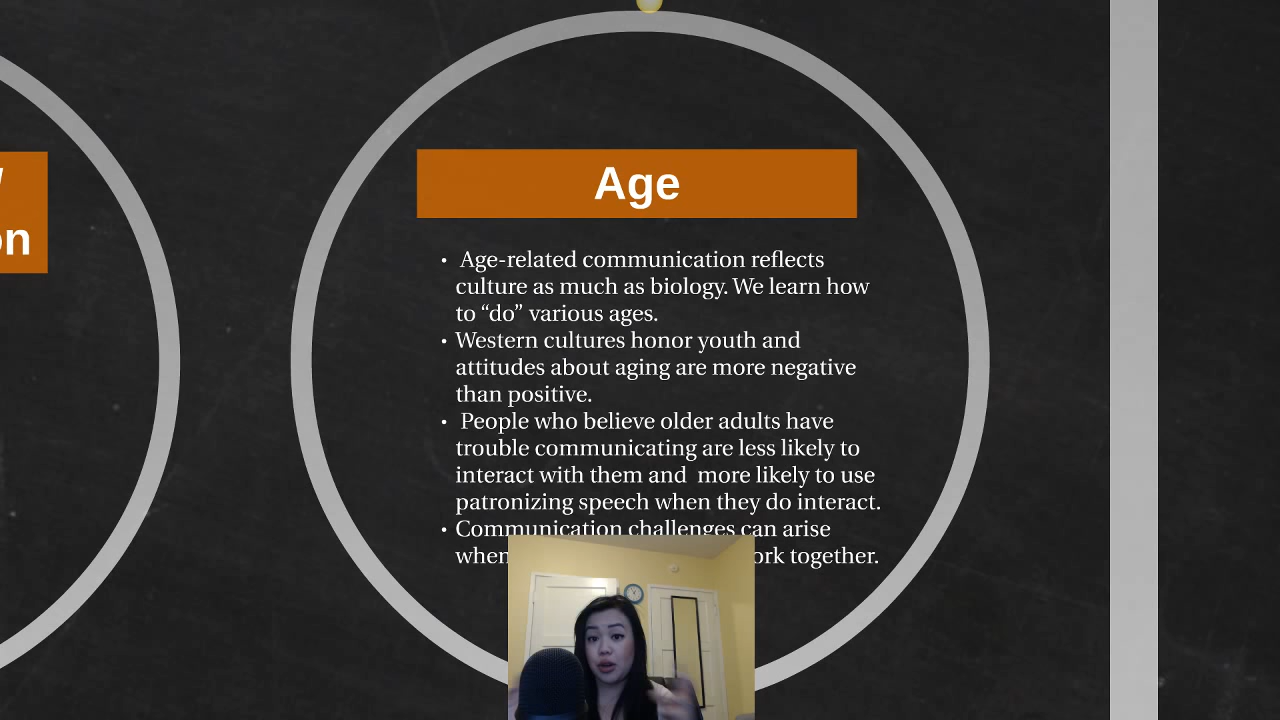 on
Age
• Age-related communication reflects
culture as much as biology. We learn how
to “do” various ages.
• Western cultures honor youth and
attitudes about aging are more negative
than positive.
• People who believe older adults have
trouble communicating are less likely to
interact with them and more likely to use
patronizing speech when they do interact.
• Communication challenges can arise
when together.